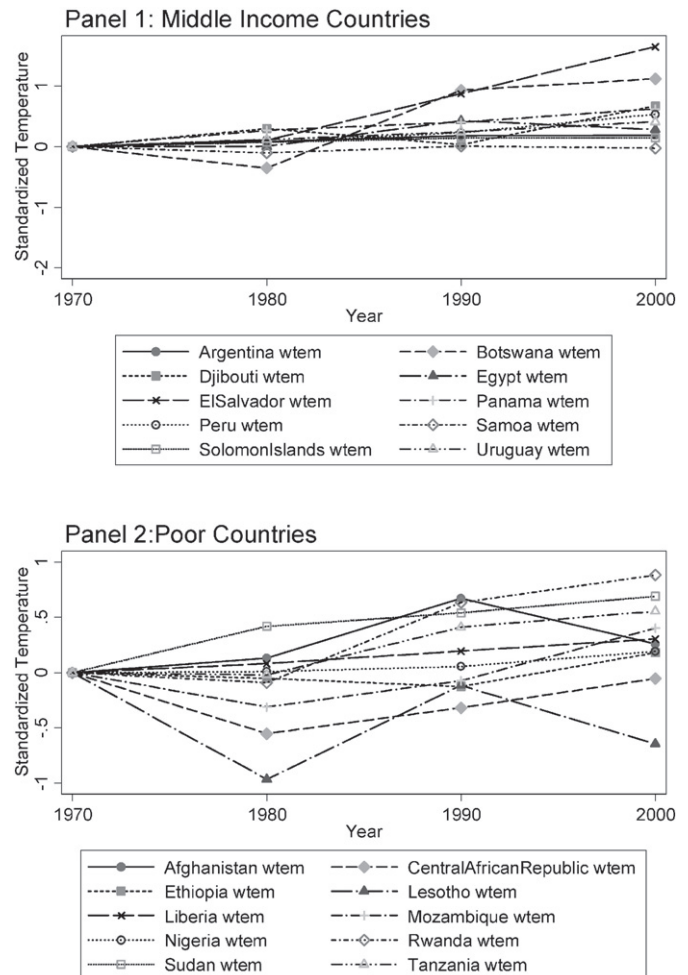 Panel 1: Middle Income Countries
Standardized Temperature
1
0
-1
-2
1970 1980 1990 2000
Year
Argentina wtem Botswana wtem
Djibouti wtem Egypt wtem
ElSalvador wtem Panama wtem
Peru wtem Samoa wtem
SolomonIslands wtem Uruguay wtem
Panel 2:Poor Countries
Standardized Temperature
1
.5
0
-.5
-1
1970 1980 1990 2000
Year
Afghanistan wtem CentralAfricanRepublic wtem
Ethiopia wtem Lesotho wtem
Liberia wtem Mozambique wtem
Nigeria wtem Rwanda wtem
Sudan wtem Tanzania wtem